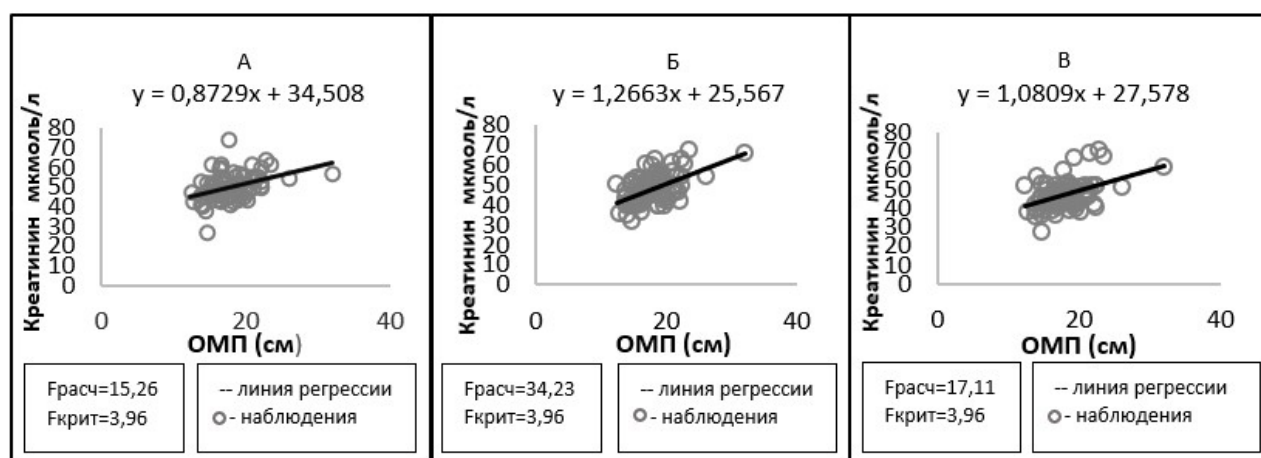 А
y = 0,8729x + 34,508
Креатинин мкмоль/л
80
70
60
50
40
30
20
10
0
0
20
40
ОМП (см)
Fрасч=15,26
Fкрит=3,96
-- линия регрессии
О- наблюдения
Б
y = 1,2663x + 25,567
Креатинин мкмоль/л
80
70
60
50
40
30
20
10
0
0
20
40
ОМП (см)
Fрасч=34,23
Fкрит=3,96
-- линия регрессии
О- наблюдения
В
y = 1,0809x + 27,578
Креатинин мкмоль/л
80
70
60
50
40
30
20
10
0
0
20
40
ОМП (см)
Fрасч=17,11
Fкрит=3,96
-- линия регрессии
О- наблюдения